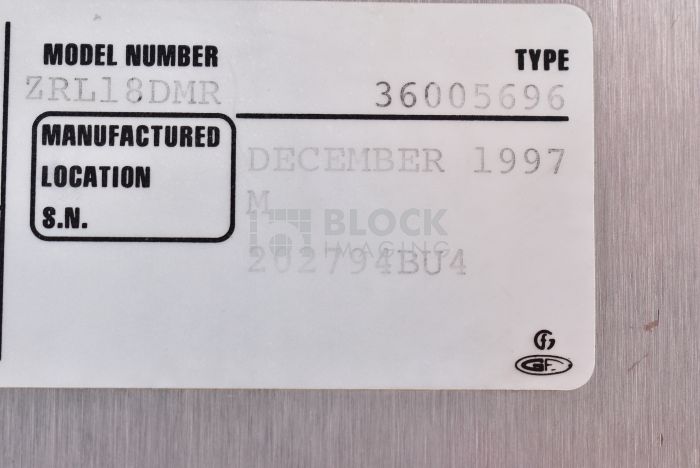 MODEL NUMBER TYPE
ZRL18DMR 36005696
MANUFACTURED DECEMBER 1997
LOCATION M
S.N. 202794BU4
BLOCK
IMAGING